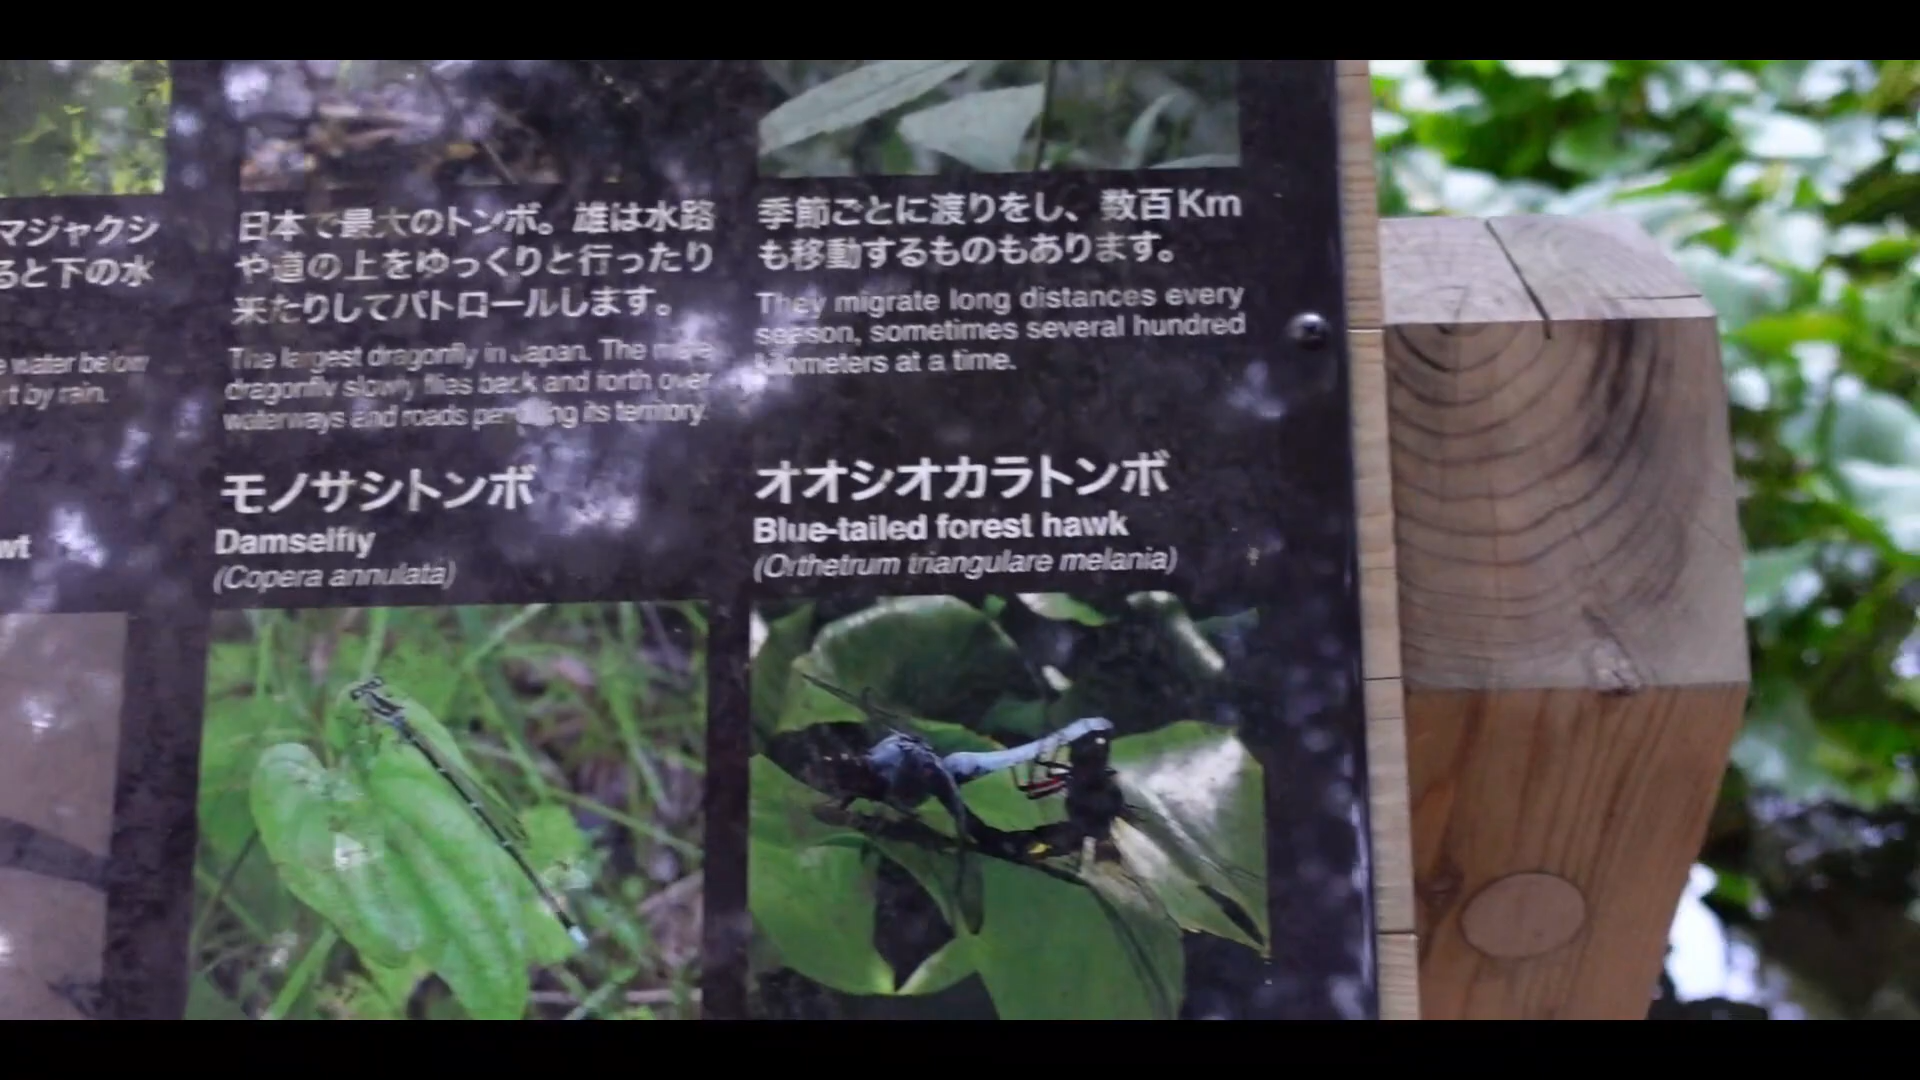 マジャクシ
ると下の水
e water below
rt by rain.
wt
日本で最大のトンボ。雄は水路
や道の上をゆっくりと行ったり
来たりしてパトロールします。
The largest dragonfly in Japan. The male
dragonfly slowly flies back and forth over
waterways and roads patrolling its territory.
モノサシトンボ
Damselfly
(Copera annulata)
季節ごとに渡りをし、数百Km
も移動するものもあります。
They migrate long distances every
season, sometimes several hundred
kilometers at a time.
オオシオカラトンボ
Blue-tailed forest hawk
(Orthetrum triangulare melania)